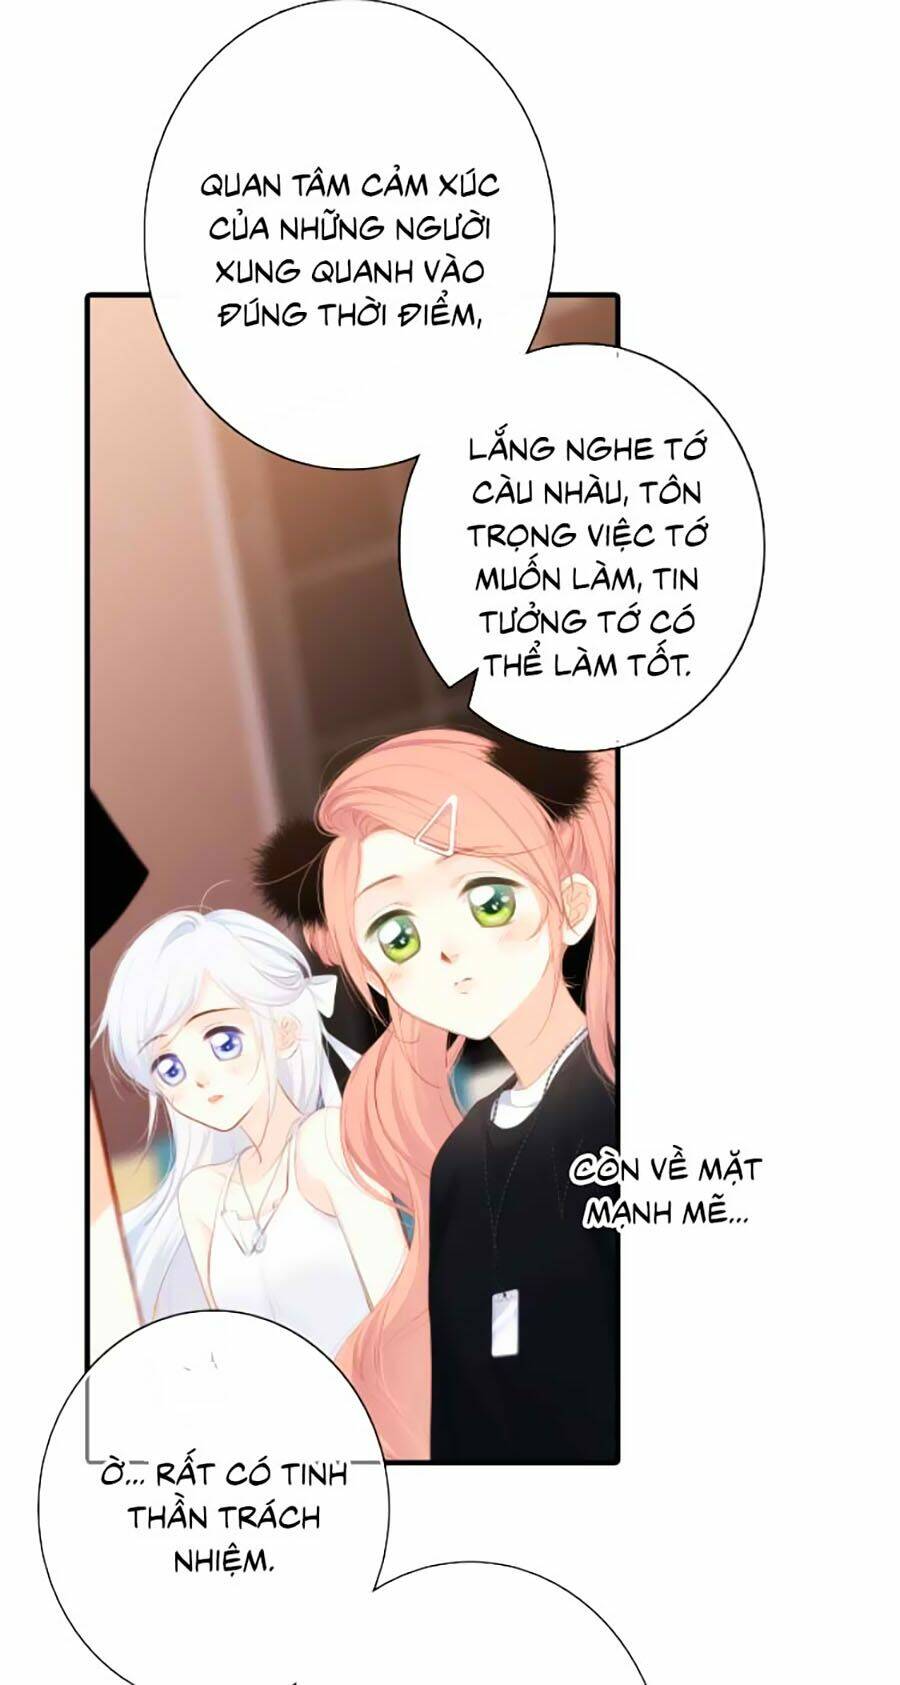 QUAN TÂM CẢM XÚC
CỦA NHỮNG NGƯỜI
XUNG QUANH VÀO
ĐÚNG THỜI ĐIỂM,
LẮNG NGHE TỚ
CÀU NHÀU, TÔN
TRỌNG VIỆC TỚ
MUỐN LÀM, TIN
TƯỞNG TỚ CÓ
THỂ LÀM TỐT.
CÒN VỀ MẶT
MẠNH MẼ...
Ờ... RẤT CÓ TINH
THẦN TRÁCH
NHIỆM.